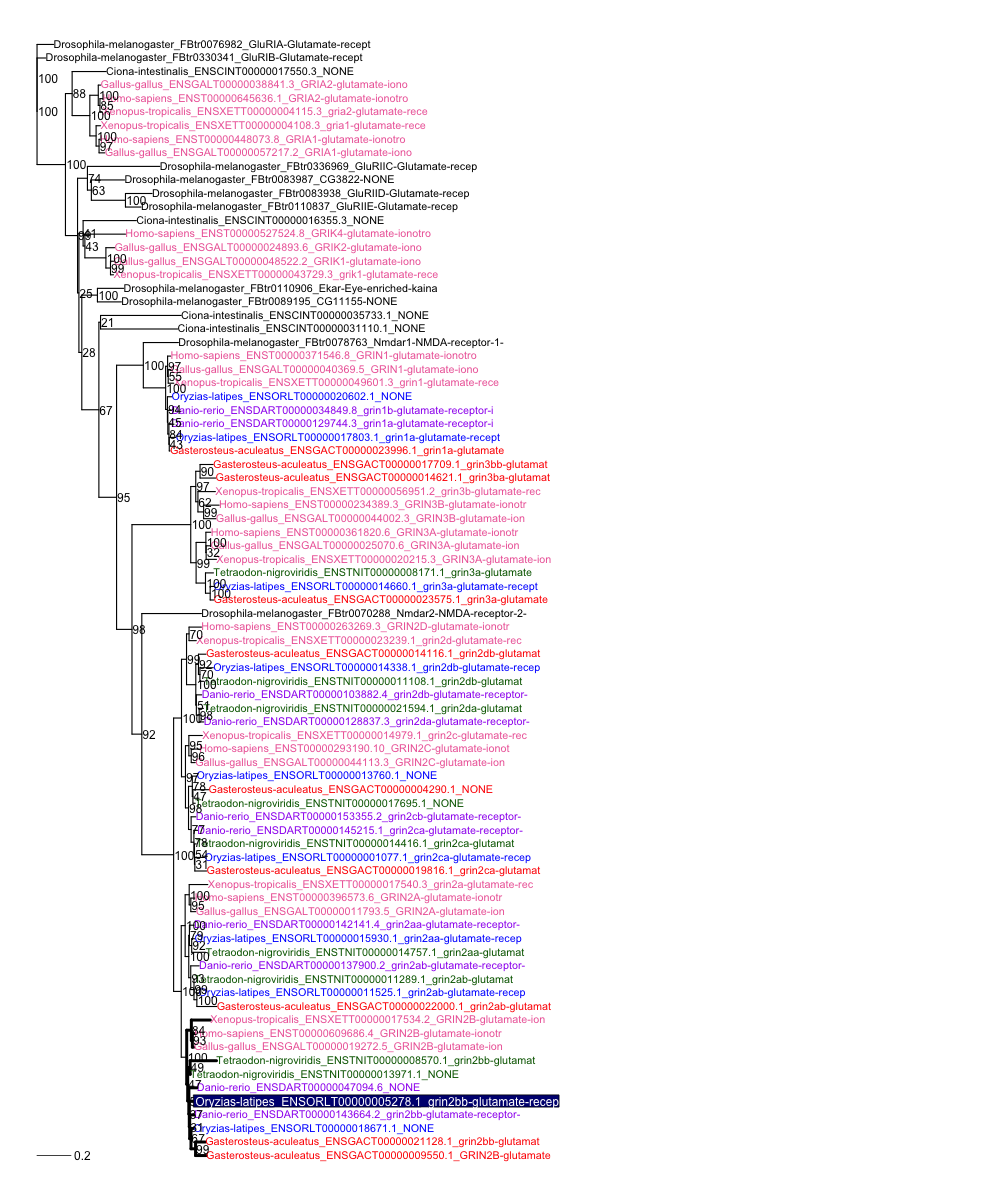 Drosophila-melanogaster_FBtr0076982_GluRIA-Glutamate-recept
Drosophila-melanogaster_FBtr0330341_GluRIB-Glutamate-recept
100
Ciona-intestinalis_ENSCINT00000017550.3_NONE
Gallus-gallus_ENSGALT00000038841.3_GRIA2-glutamate-iono
88
100
Homo-sapiens_ENST00000645636.1_GRIA2-glutamate-ionotro
85
100
Xenopus-tropicalis_ENSXETT00000004115.3_gria2-glutamate-rece
100
Xenopus-tropicalis_ENSXETT00000004108.3_gria1-glutamate-rece
100
Homo-sapiens_ENST00000448073.8_GRIA1-glutamate-ionotro
97
Gallus-gallus_ENSGALT00000057217.2_GRIA1-glutamate-iono
100
Drosophila-melanogaster_FBtr0336969_GluRIIC-Glutamate-recep
74
Drosophila-melanogaster_FBtr0083987_CG3822-NONE
63
Drosophila-melanogaster_FBtr0083938_GluRIID-Glutamate-recep
100
Drosophila-melanogaster_FBtr0110837_GluRIIE-Glutamate-recep
Ciona-intestinalis_ENSCINT00000016355.3_NONE
41
Homo-sapiens_ENST00000527524.8_GRIK4-glutamate-ionotro
43
Gallus-gallus_ENSGALT00000024893.6_GRIK2-glutamate-iono
100
Gallus-gallus_ENSGALT00000048522.2_GRIK1-glutamate-iono
99
Xenopus-tropicalis_ENSXETT00000043729.3_grik1-glutamate-rece
Drosophila-melanogaster_FBtr0110906_Ekar-Eye-enriched-kaina
25
100
Drosophila-melanogaster_FBtr0089195_CG11155-NONE
Ciona-intestinalis_ENSCINT00000035733.1_NONE
21
Ciona-intestinalis_ENSCINT00000031110.1_NONE
Drosophila-melanogaster_FBtr0078763_Nmdar1-NMDA-receptor-1-
28
Homo-sapiens_ENST00000371546.8_GRIN1-glutamate-ionotro
100
97
Gallus-gallus_ENSGALT00000040369.5_GRIN1-glutamate-iono
55
Xenopus-tropicalis_ENSXETT00000049601.3_grin1-glutamate-rece
100
Oryzias-latipes_ENSORLT00000020602.1_NONE
67
94
Danio-rerio_ENSDART00000034849.8_grin1b-glutamate-receptor-i
45
Danio-rerio_ENSDART00000129744.3_grin1a-glutamate-receptor-i
84
Oryzias-latipes_ENSORLT00000017803.1_grin1a-glutamate-recept
43
Gasterosteus-aculeatus_ENSGACT00000023996.1_grin1a-glutamate
Gasterosteus-aculeatus_ENSGACT00000017709.1_grin3bb-glutamat
90
Gasterosteus-aculeatus_ENSGACT00000014621.1_grin3ba-glutamat
97
Xenopus-tropicalis_ENSXETT00000056951.2_grin3b-glutamate-rec
95
62
Homo-sapiens_ENST00000234389.3_GRIN3B-glutamate-ionotr
99
Gallus-gallus_ENSGALT00000044002.3_GRIN3B-glutamate-ion
100
Homo-sapiens_ENST00000361820.6_GRIN3A-glutamate-ionotr
100
Gallus-gallus_ENSGALT00000025070.6_GRIN3A-glutamate-ion
32
Xenopus-tropicalis_ENSXETT00000020215.3_GRIN3A-glutamate-ion
99
Tetraodon-nigroviridis_ENSTNIT00000008171.1_grin3a-glutamate
100
Oryzias-latipes_ENSORLT00000014660.1_grin3a-glutamate-recept
100
Gasterosteus-aculeatus_ENSGACT00000023575.1_grin3a-glutamate
Drosophila-melanogaster_FBtr0070288_Nmdar2-NMDA-receptor-2-
98
Homo-sapiens_ENST00000263269.3_GRIN2D-glutamate-ionotr
70
Xenopus-tropicalis_ENSXETT00000023239.1_grin2d-glutamate-rec
Gasterosteus-aculeatus_ENSGACT00000014116.1_grin2db-glutamat
99
92
Oryzias-latipes_ENSORLT00000014338.1_grin2db-glutamate-recep
70
Tetraodon-nigroviridis_ENSTNIT00000011108.1_grin2db-glutamat
100
Danio-rerio_ENSDART00000103882.4_grin2db-glutamate-receptor-
51
Tetraodon-nigroviridis_ENSTNIT00000021594.1_grin2da-glutamat
98
100
Danio-rerio_ENSDART00000128837.3_grin2da-glutamate-receptor-
92
Xenopus-tropicalis_ENSXETT00000014979.1_grin2c-glutamate-rec
95
Homo-sapiens_ENST00000293190.10_GRIN2C-glutamate-ionot
96
Gallus-gallus_ENSGALT00000044113.3_GRIN2C-glutamate-ion
97
Oryzias-latipes_ENSORLT00000013760.1_NONE
78
Gasterosteus-aculeatus_ENSGACT00000004290.1_NONE
47
Tetraodon-nigroviridis_ENSTNIT00000017695.1_NONE
98
Danio-rerio_ENSDART00000153355.2_grin2cb-glutamate-receptor-
77
Danio-rerio_ENSDART00000145215.1_grin2ca-glutamate-receptor-
78
Tetraodon-nigroviridis_ENSTNIT00000014416.1_grin2ca-glutamat
100
54
Oryzias-latipes_ENSORLT00000001077.1_grin2ca-glutamate-recep
31
Gasterosteus-aculeatus_ENSGACT00000019816.1_grin2ca-glutamat
Xenopus-tropicalis_ENSXETT00000017540.3_grin2a-glutamate-rec
100
Homo-sapiens_ENST00000396573.6_GRIN2A-glutamate-ionotr
95
Gallus-gallus_ENSGALT00000011793.5_GRIN2A-glutamate-ion
100
Danio-rerio_ENSDART00000142141.4_grin2aa-glutamate-receptor-
79
Oryzias-latipes_ENSORLT00000015930.1_grin2aa-glutamate-recep
92
Tetraodon-nigroviridis_ENSTNIT00000014757.1_grin2aa-glutamat
100
Danio-rerio_ENSDART00000137900.2_grin2ab-glutamate-receptor-
93
Tetraodon-nigroviridis_ENSTNIT00000011289.1_grin2ab-glutamat
99
Oryzias-latipes_ENSORLT00000011525.1_grin2ab-glutamate-recep
100
Gasterosteus-aculeatus_ENSGACT00000022000.1_grin2ab-glutamat
Xenopus-tropicalis_ENSXETT00000017534.2_GRIN2B-glutamate-ion
84
Homo-sapiens_ENST00000609686.4_GRIN2B-glutamate-ionotr
93
Gallus-gallus_ENSGALT00000019272.5_GRIN2B-glutamate-ion
100
Tetraodon-nigroviridis_ENSTNIT00000008570.1_grin2bb-glutamat
49
Tetraodon-nigroviridis_ENSTNIT00000013971.1_NONE
47
Danio-rerio_ENSDART00000047094.6_NONE
Oryzias-latipes_ENSORLT00000005278.1_grin2bb-glutamate-recep
Danio-rerio_ENSDART00000143664.2_grin2bb-glutamate-receptor-
Oryzias-latipes_ENSORLT00000018671.1_NONE
67
Gasterosteus-aculeatus_ENSGACT00000021128.1_grin2bb-glutamat
99
Gasterosteus-aculeatus_ENSGACT00000009550.1_GRIN2B-glutamate
0.2